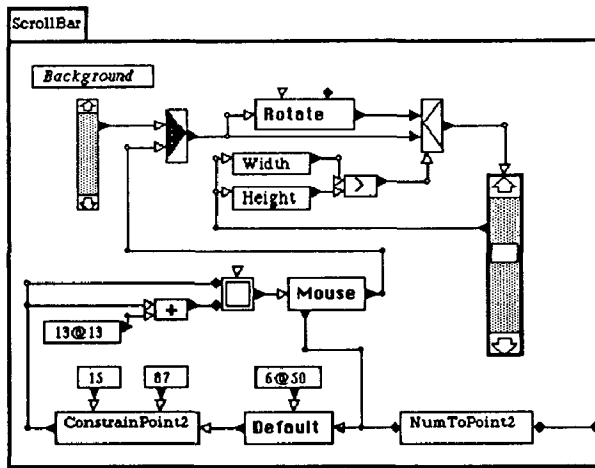 ScrollBar
Background
Rotate
Width
>
Height
Mouse
+
13@13
15
87
6@50
ConstrainPoint2
Default
NumToPoint2